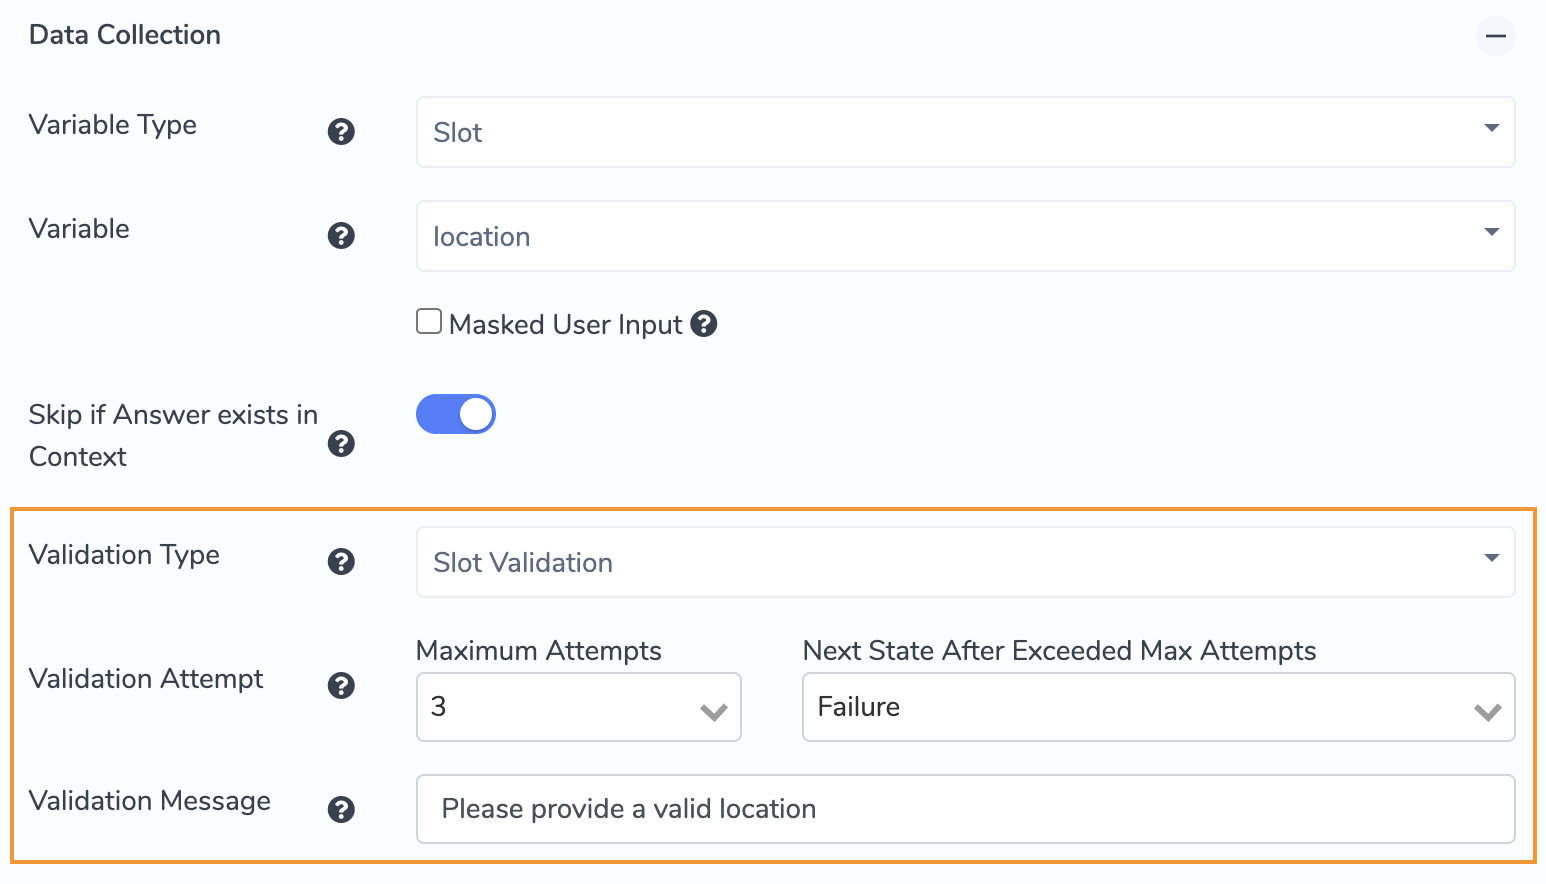 Data Collection
Variable Type
Slot
Variable
location
Masked User Input
Skip if Answer exists in
Context
Validation Type
Slot Validation
Validation Attempt
Maximum Attempts
3
Next State After Exceeded Max Attempts
Failure
Validation Message
Please provide a valid location